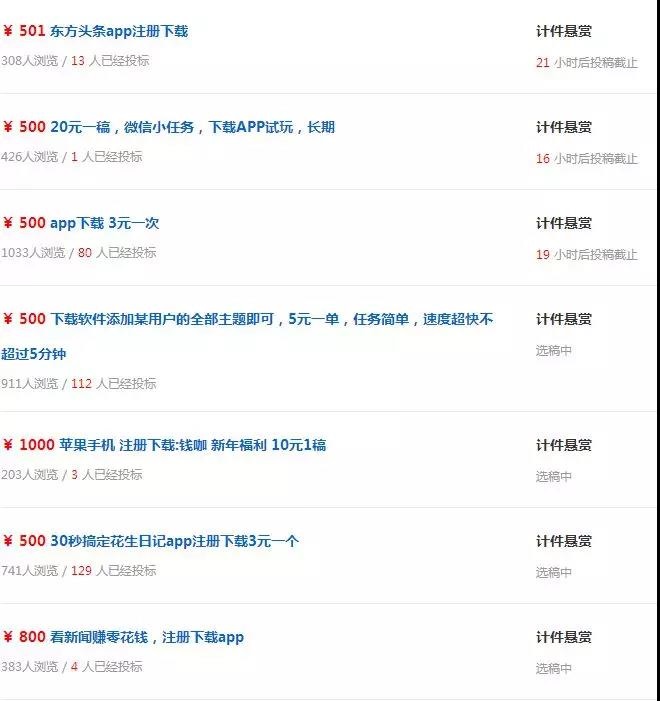 ¥ 501 东方头条app注册下载 计件悬赏
308人浏览 / 13 人已经投标 21 小时后投稿截止
¥ 500 20元一稿，微信小任务，下载APP试玩，长期 计件悬赏
426人浏览 / 1 人已经投标 16 小时后投稿截止
¥ 500 app下载 3元一次 计件悬赏
1033人浏览 / 80 人已经投标 19 小时后投稿截止
¥ 500 下载软件添加某用户的全部主题即可，5元一单，任务简单，速度超快不 计件悬赏
超过5分钟 选稿中
911人浏览 / 112 人已经投标
¥ 1000 苹果手机 注册下载:钱咖 新年福利 10元1稿 计件悬赏
203人浏览 / 3 人已经投标 选稿中
¥ 500 30秒搞定花生日记app注册下载3元一个 计件悬赏
741人浏览 / 129 人已经投标 选稿中
¥ 800 看新闻赚零花钱，注册下载app 计件悬赏
383人浏览 / 4 人已经投标 选稿中